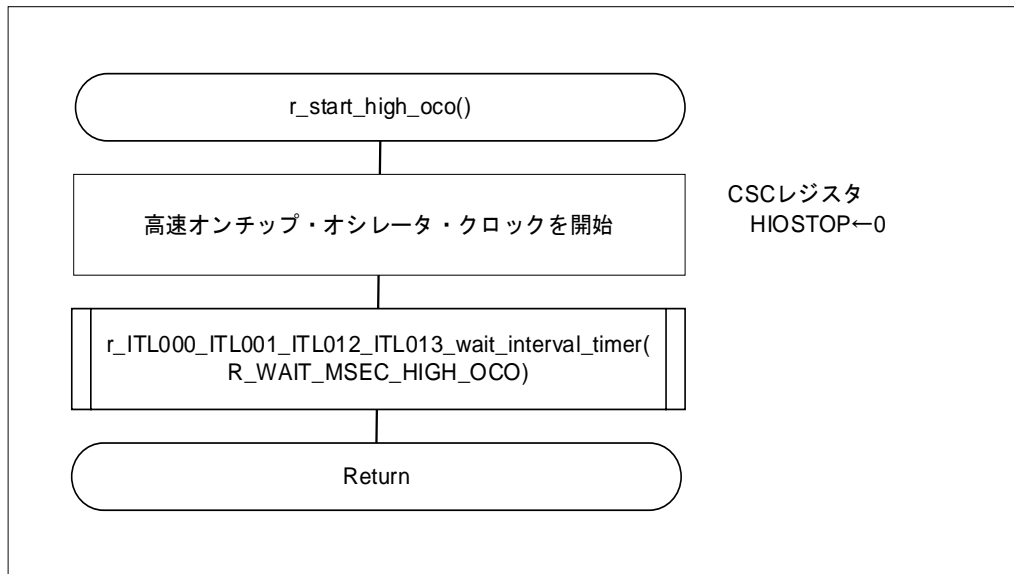 r_start_high_oco()
高速オンチップ・オシレータ・クロックを開始
CSCレジスタ
HIOSTOP←0
r_ITL000_ITL001_ITL012_ITL013_wait_interval_timer(
R_WAIT_MSEC_HIGH_OCO)
Return